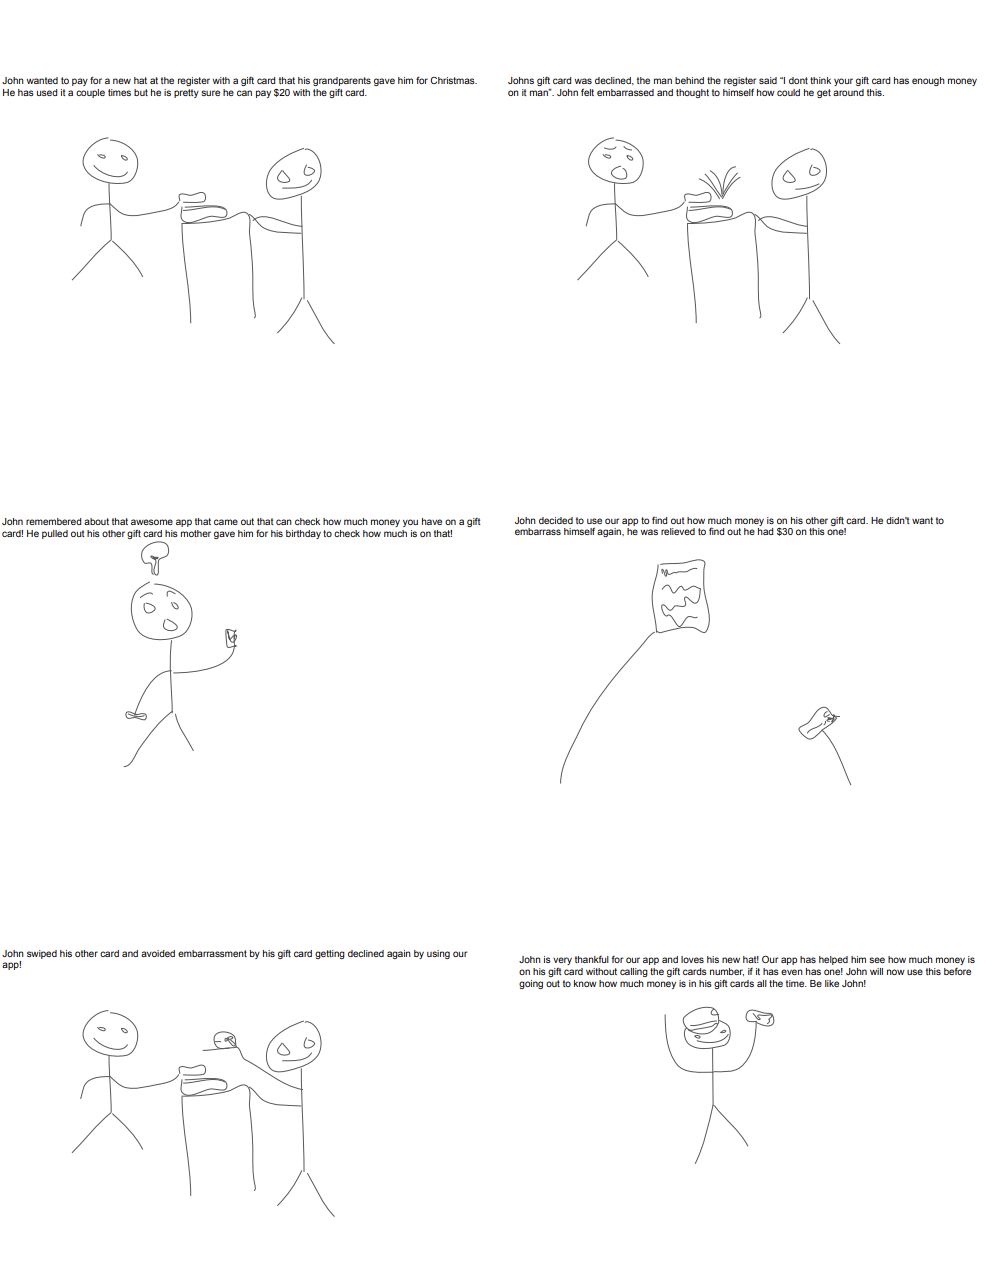 John wanted to pay for a new hat at the register with a gift card that his grandparents gave him for Christmas.
He has used it a couple times but he is pretty sure he can pay $20 with the gift card.
Johns gift card was declined, the man behind the register said “I dont think your gift card has enough money
on it man”. John felt embarrassed and thought to himself how could he get around this.
John remembered about that awesome app that came out that can check how much money you have on a gift
card! He pulled out his other gift card his mother gave him for his birthday to check how much is on that!
John decided to use our app to find out how much money is on his other gift card. He didn't want to
embarrass himself again, he was relieved to find out he had $30 on this one!
John swiped his other card and avoided embarrassment by his gift card getting declined again by using our
app!
John is very thankful for our app and loves his new hat! Our app has helped him see how much money is
on his gift card without calling the gift cards number, if it has even has one! John will now use this before
going out to know how much money is in his gift cards all the time. Be like John!